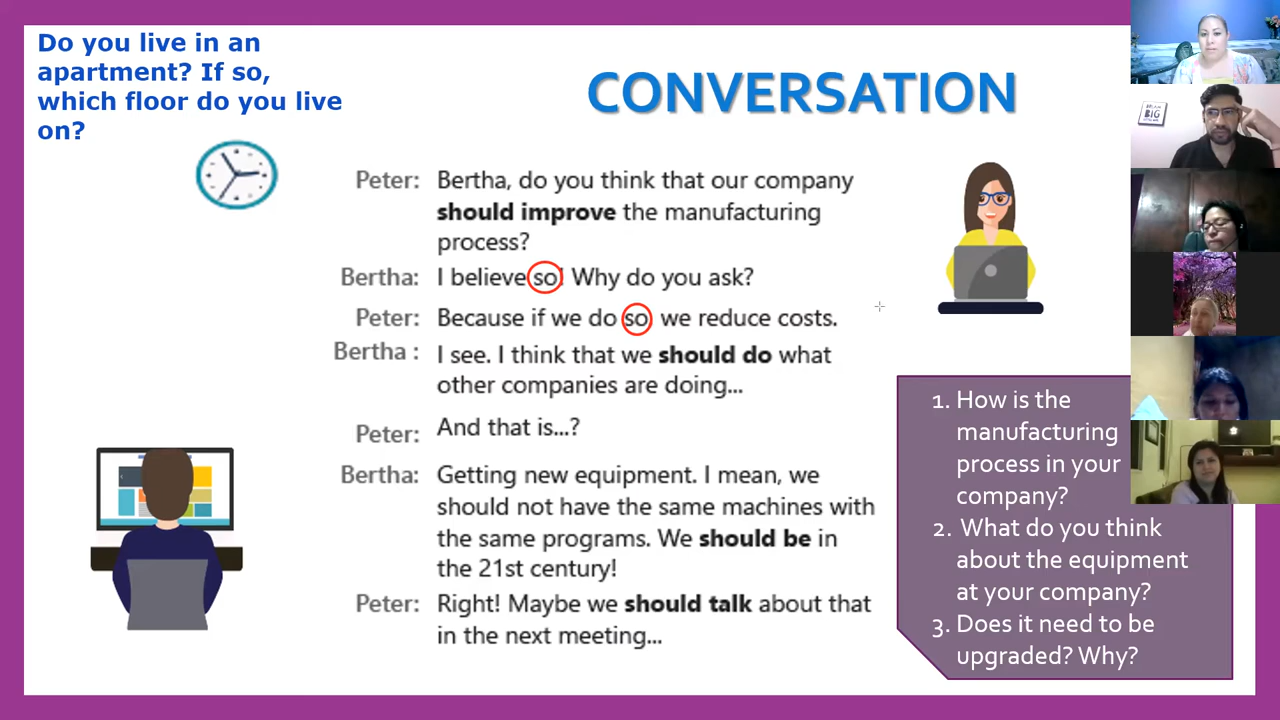 Do you live in an
apartment? If so,
which floor do you live
on?
CONVERSATION
Peter: Bertha, do you think that our company
should improve the manufacturing
process?
Bertha: I believe so! Why do you ask?
Peter: Because if we do so, we reduce costs.
Bertha : I see. I think that we should do what
other companies are doing...
Peter: And that is...?
Bertha: Getting new equipment. I mean, we
should not have the same machines with
the same programs. We should be in
the 21st century!
Peter: Right! Maybe we should talk about that
in the next meeting...
1. How is the
manufacturing
process in your
company?
2. What do you think
about the equipment
at your company?
3. Does it need to be
upgraded? Why?
BIG